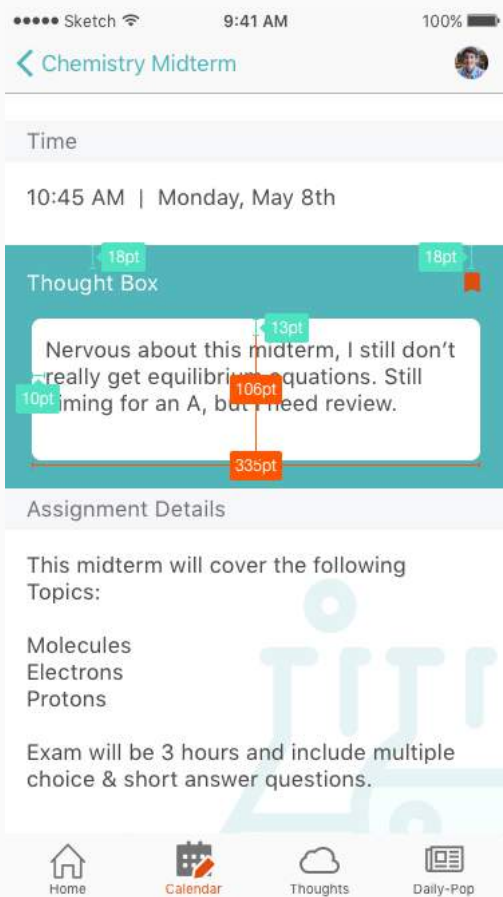 Sketch 9:41 AM 100%
Chemistry Midterm
Time
10:45 AM | Monday, May 8th
18pt 18pt
Thought Box
13pt
Nervous about this midterm, I still don't
really get equilibrium equations. Still
10pt 106pt
aiming for an A, but I need review.
335pt
Assignment Details
This midterm will cover the following
Topics:
Molecules
Electrons
Protons
Exam will be 3 hours and include multiple
choice & short answer questions.
Home Calendar Thoughts Daily-Pop